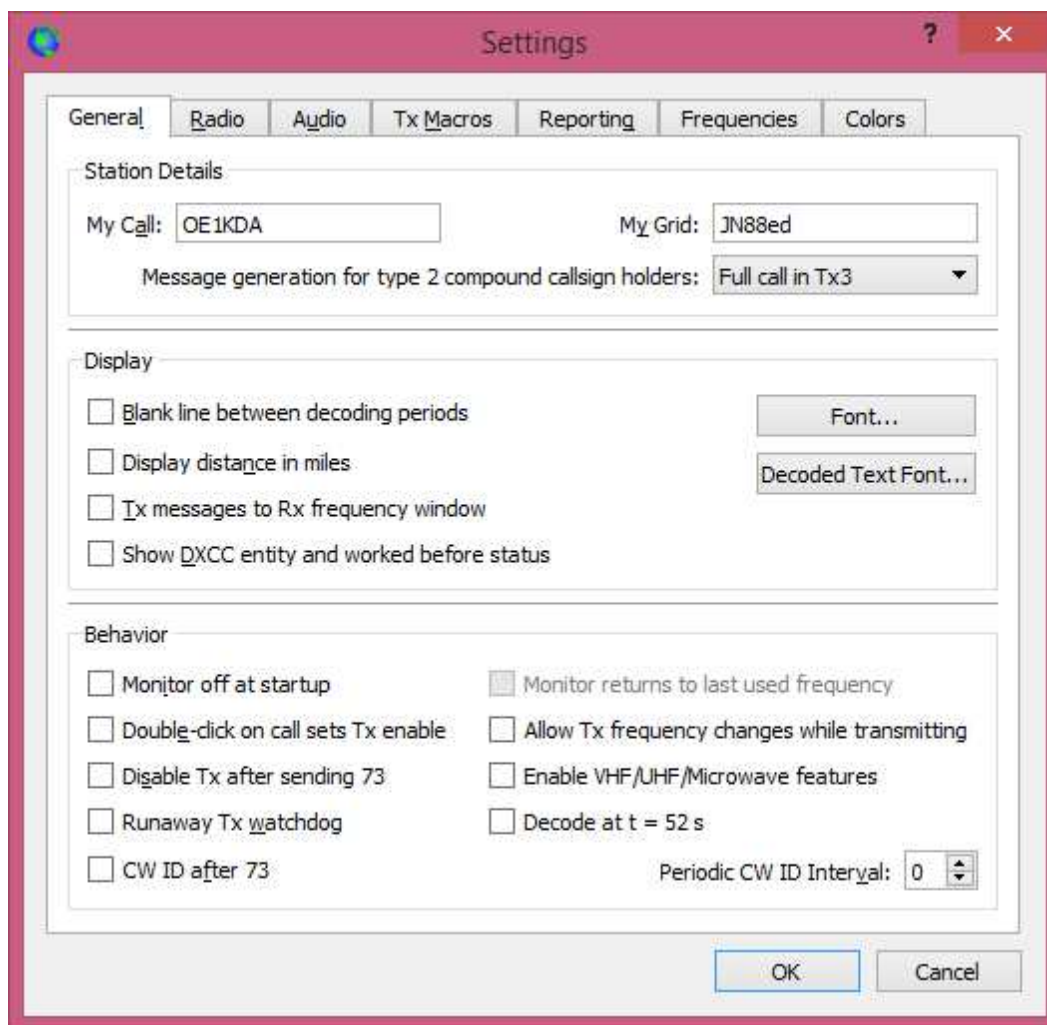 Settings
?
×
General Radio Audio Tx Macros Reporting Frequencies Colors
Station Details
My Call: OE1KDA My Grid: JN88ed
Message generation for type 2 compound callsign holders: Full call in Tx3
Display
Blank line between decoding periods Font...
Display distance in miles Decoded Text Font...
Tx messages to Rx frequency window
Show DXCC entity and worked before status
Behavior
Monitor off at startup Monitor returns to last used frequency
Double-click on call sets Tx enable Allow Tx frequency changes while transmitting
Disable Tx after sending 73 Enable VHF/UHF/Microwave features
Runaway Tx watchdog Decode at t = 52 s
CW ID after 73 Periodic CW ID Interval: 0
OK Cancel